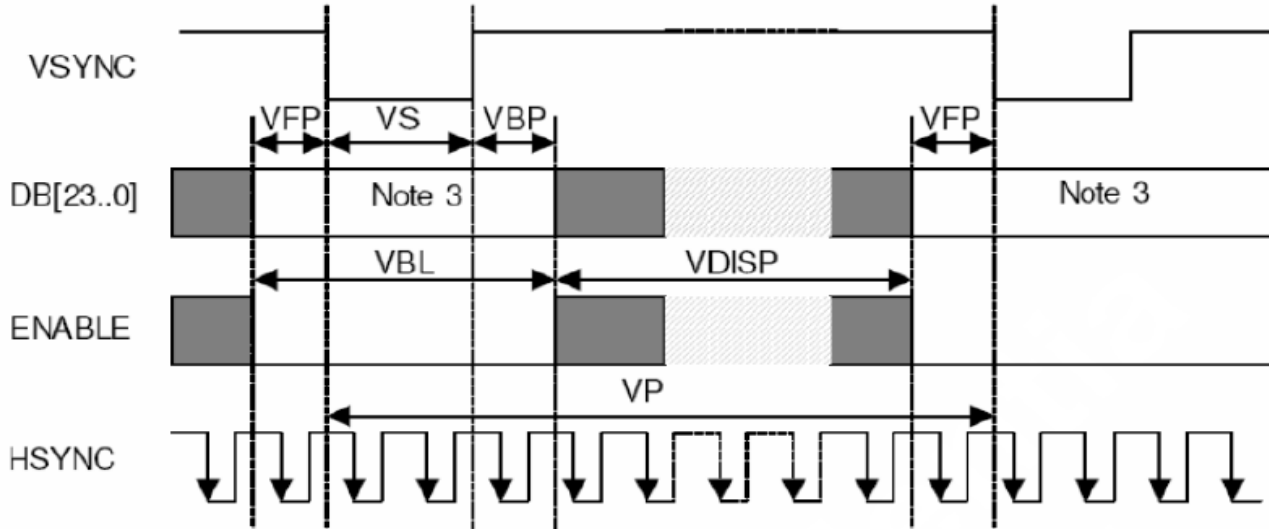 VSYNC
VFP VS VBP VFP
DB[23..0] Note 3 Note 3
VBL VDISP
ENABLE
VP
HSYNC